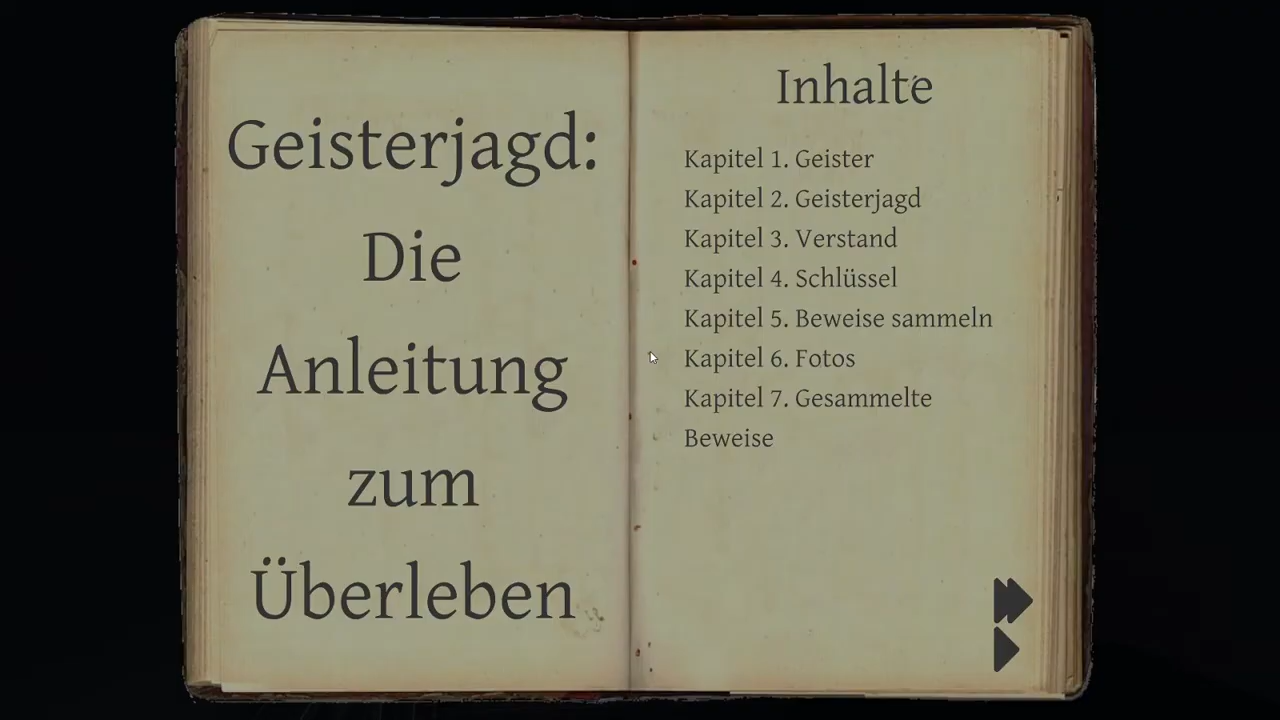 Geisterjagd:
Die
Anleitung
zum
Überleben
Inhalte
Kapitel 1. Geister
Kapitel 2. Geisterjagd
Kapitel 3. Verstand
Kapitel 4. Schlüssel
Kapitel 5. Beweise sammeln
Kapitel 6. Fotos
Kapitel 7. Gesammelte
Beweise